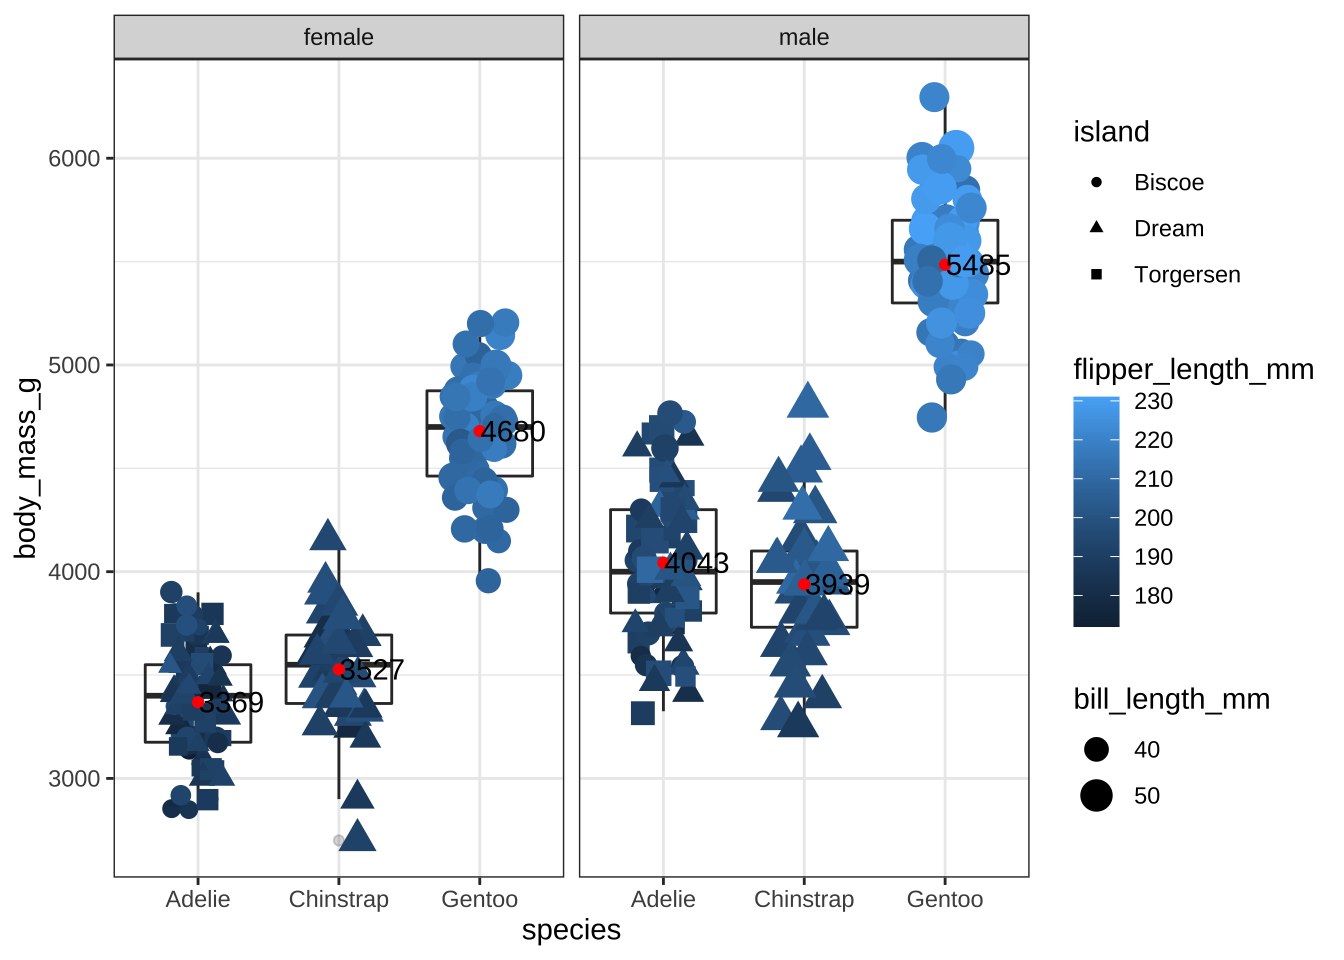 female
male
body_mass_g
6000
5000
4000
3000
3369
3527
4680
4043
3939
5485
Adelie
Chinstrap
Gentoo
Adelie
Chinstrap
Gentoo
species
island
Biscoe
Dream
Torgersen
flipper_length_mm
230
220
210
200
190
180
bill_length_mm
40
50